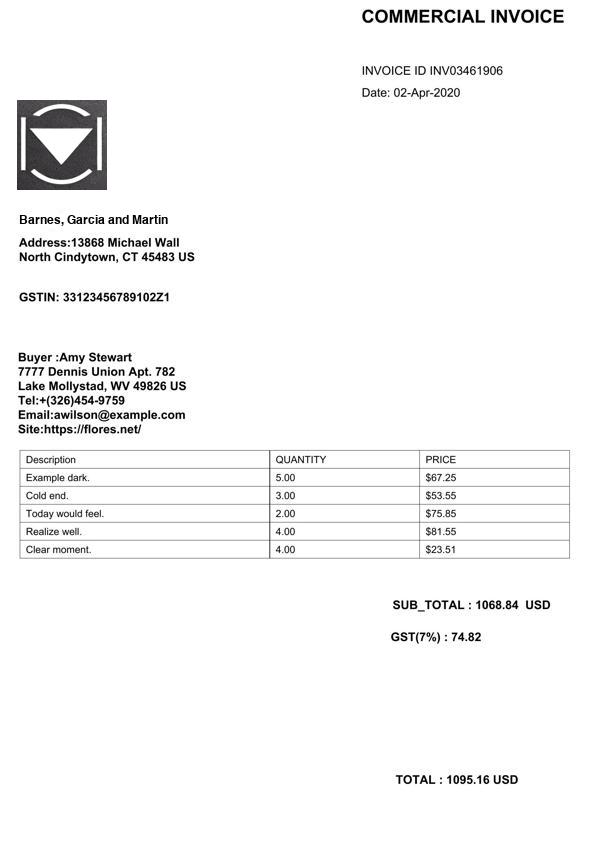 COMMERCIAL INVOICE
INVOICE ID INV03461906
Date: 02-Apr-2020
Barnes, Garcia and Martin
Address:13868 Michael Wall
North Cindytown, CT 45483 US
GSTIN: 33123456789102Z1
Buyer :Amy Stewart
7777 Dennis Union Apt. 782
Lake Mollystad, WV 49826 US
Tel:+(326)454-9759
Email:awilson@example.com
Site:https://flores.net/
Description QUANTITY PRICE
Example dark. 5.00 $67.25
Cold end. 3.00 $53.55
Today would feel. 2.00 $75.85
Realize well. 4.00 $81.55
Clear moment. 4.00 $23.51
SUB_TOTAL : 1068.84 USD
GST(7%) : 74.82
TOTAL : 1095.16 USD